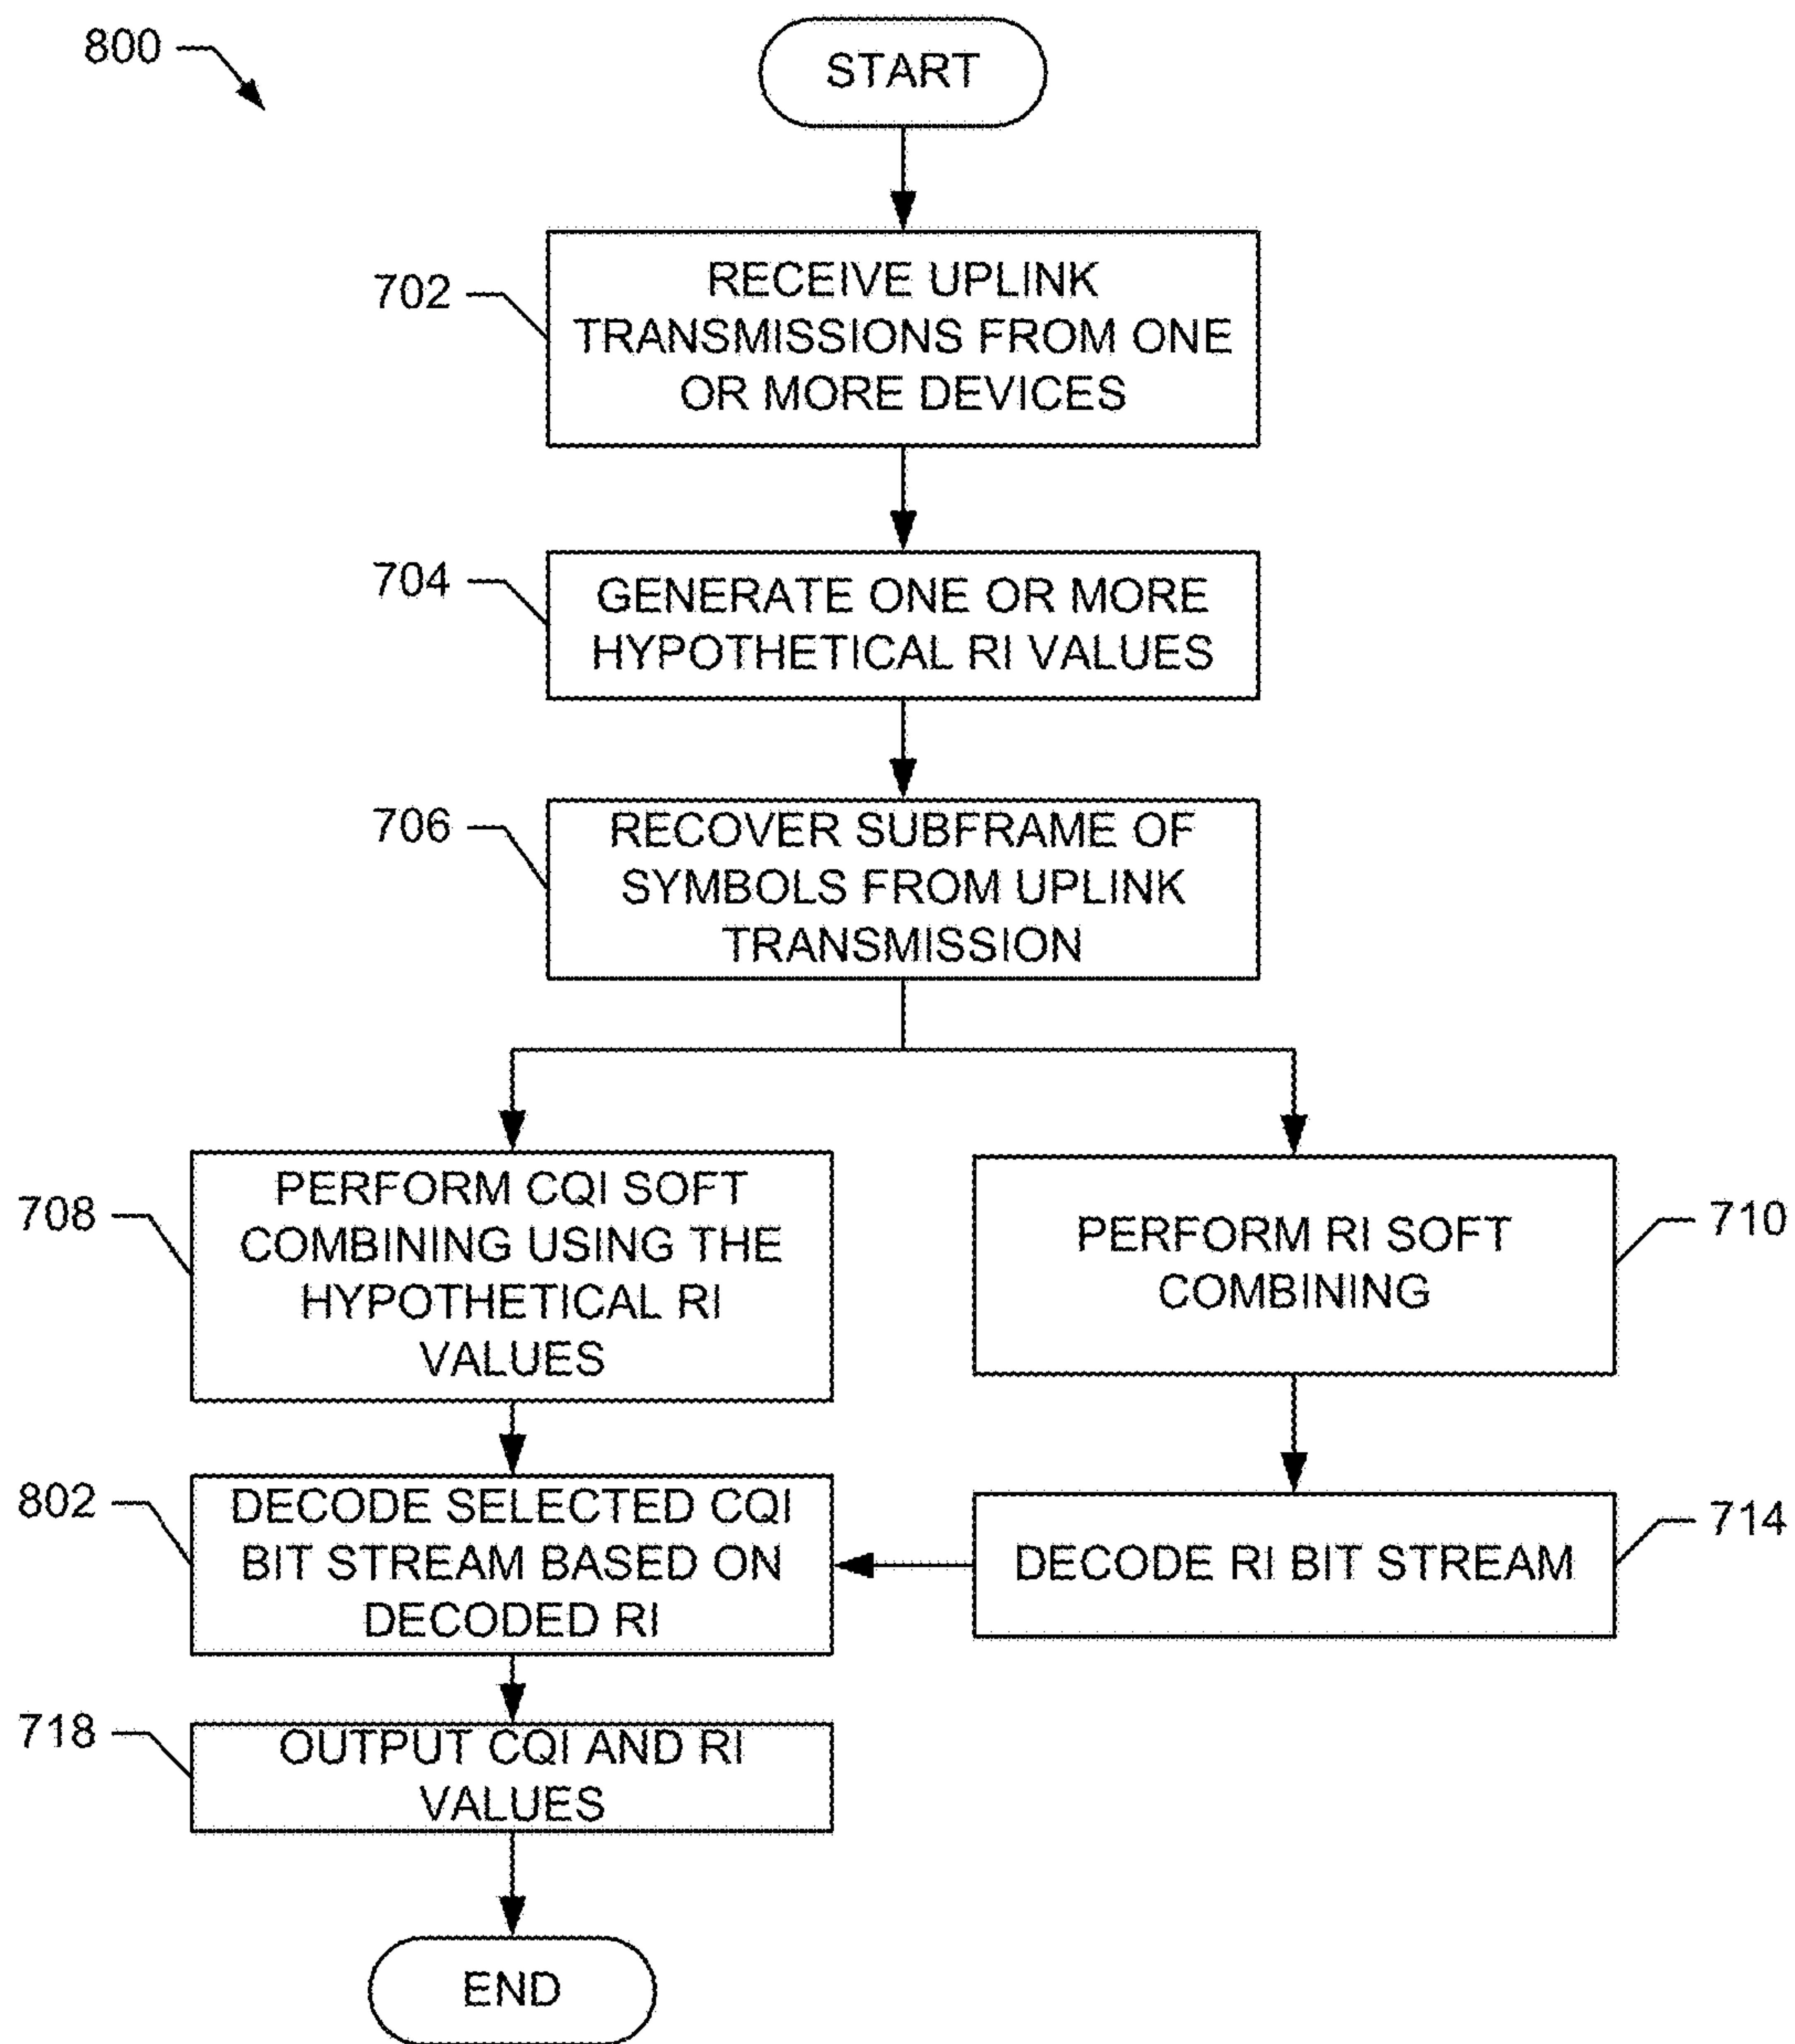 800
START
702
RECEIVE UPLINK
TRANSMISSIONS FROM ONE
OR MORE DEVICES
704
GENERATE ONE OR MORE
HYPOTHETICAL RI VALUES
706
RECOVER SUBFRAME OF
SYMBOLS FROM UPLINK
TRANSMISSION
708
PERFORM CQI SOFT
COMBINING USING THE
HYPOTHETICAL RI
VALUES
PERFORM RI SOFT
COMBINING
710
802
DECODE SELECTED CQI
BIT STREAM BASED ON
DECODED RI
DECODE RI BIT STREAM
714
718
OUTPUT CQI AND RI
VALUES
END